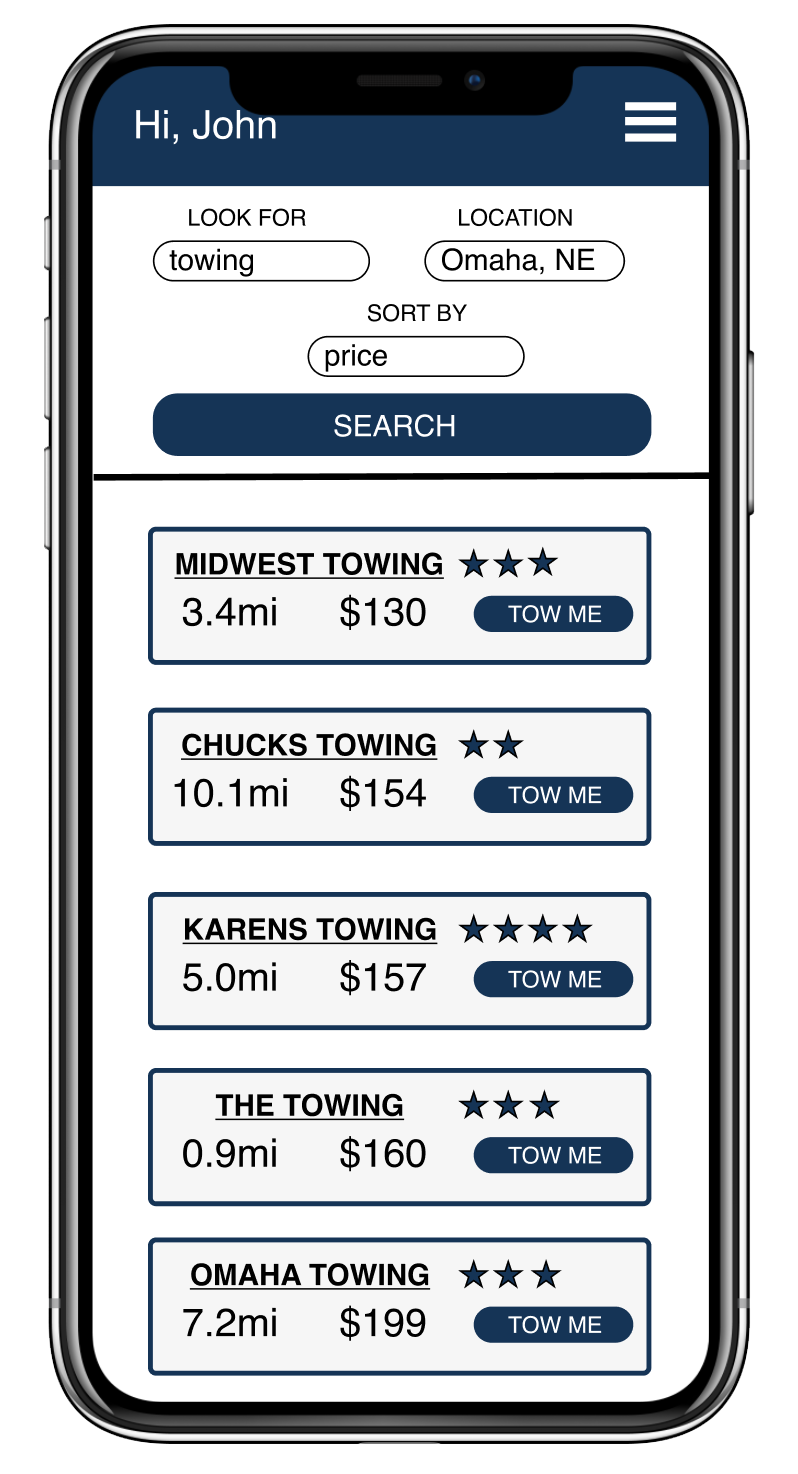 Hi, John
LOOK FOR LOCATION
towing Omaha, NE
SORT BY
price
SEARCH
MIDWEST TOWING
3.4mi $130 TOW ME
CHUCKS TOWING
10.1mi $154 TOW ME
KARENS TOWING
5.0mi $157 TOW ME
THE TOWING
0.9mi $160 TOW ME
OMAHA TOWING
7.2mi $199 TOW ME